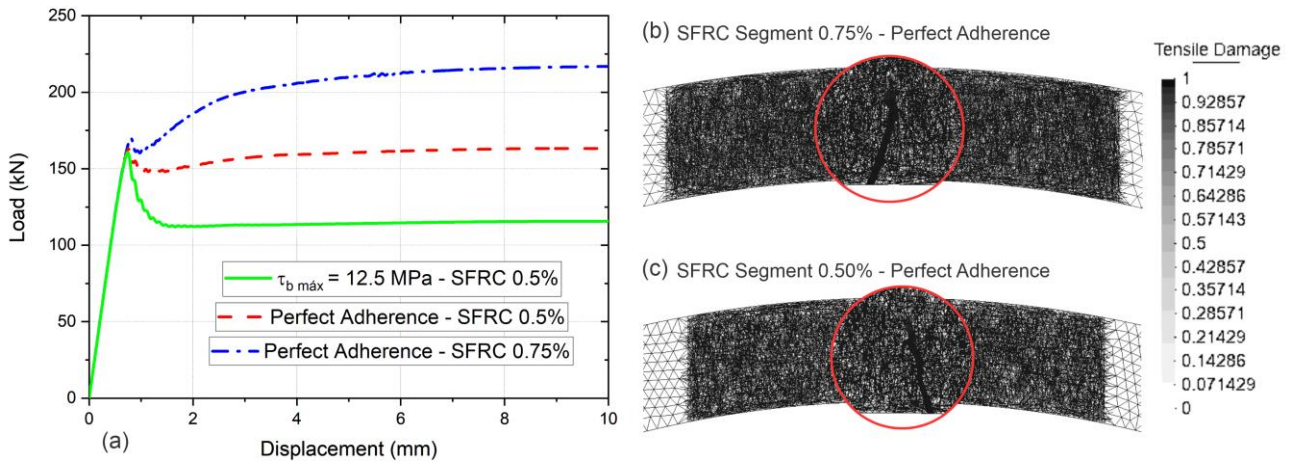 250
200
150
100
50
0
Load (kN)
τb máx = 12.5 MPa - SFRC 0.5%
Perfect Adherence - SFRC 0.5%
Perfect Adherence - SFRC 0.75%
0 2 4 6 8 10
(a)
Displacement (mm)
(b) SFRC Segment 0.75% - Perfect Adherence
(c) SFRC Segment 0.50% - Perfect Adherence
Tensile Damage
1
0.92857
0.85714
0.78571
0.71429
0.64286
0.57143
0.5
0.42857
0.35714
0.28571
0.21429
0.14286
0.071429
0